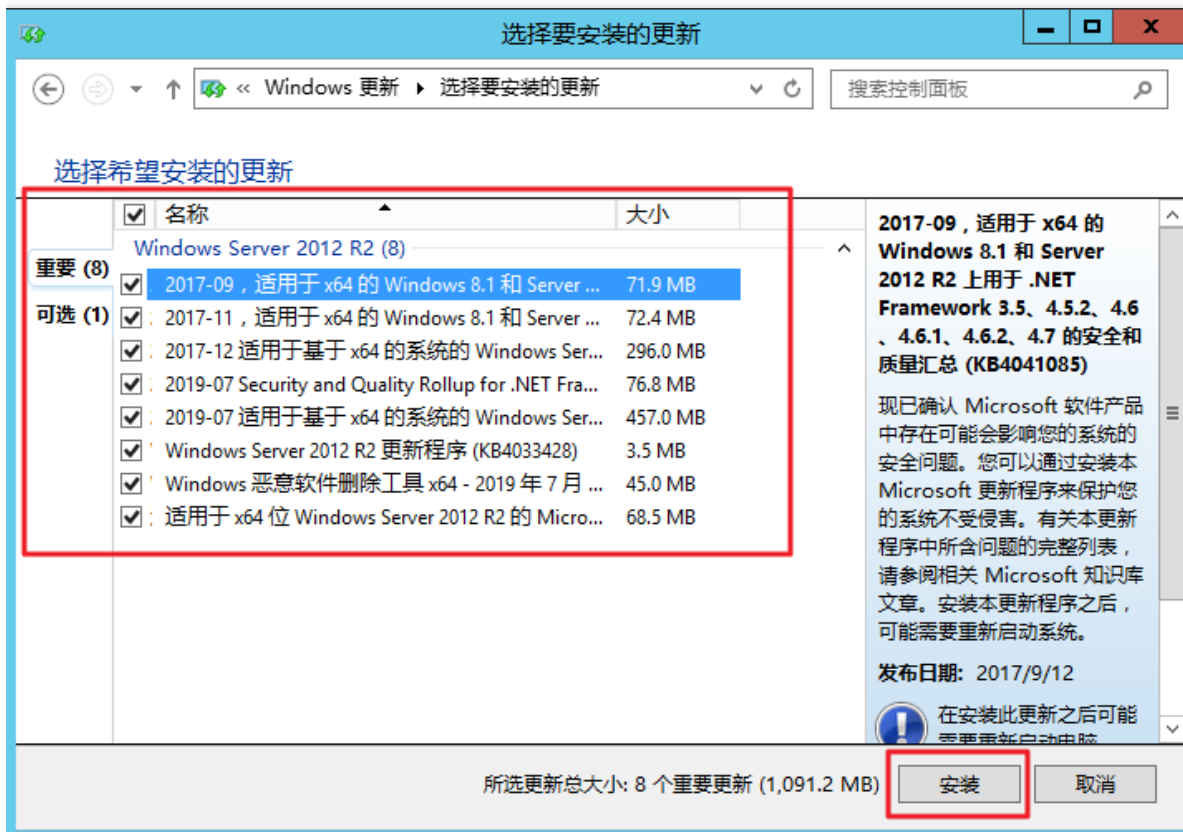 选择要安装的更新
« Windows 更新 选择要安装的更新
搜索控制面板
选择希望安装的更新
名称 大小
Windows Server 2012 R2 (8)
重要 (8)
可选 (1)
2017-09，适用于 x64 的 Windows 8.1 和 Server ... 71.9 MB
2017-11，适用于 x64 的 Windows 8.1 和 Server ... 72.4 MB
2017-12 适用于基于 x64 的系统的 Windows Ser... 296.0 MB
2019-07 Security and Quality Rollup for .NET Fra... 76.8 MB
2019-07 适用于基于 x64 的系统的 Windows Ser... 457.0 MB
Windows Server 2012 R2 更新程序 (KB4033428) 3.5 MB
Windows 恶意软件删除工具 x64 - 2019 年 7 月 ... 45.0 MB
适用于 x64 位 Windows Server 2012 R2 的 Micro... 68.5 MB
2017-09，适用于 x64 的
Windows 8.1 和 Server
2012 R2 上用于 .NET
Framework 3.5、4.5.2、4.6
、4.6.1、4.6.2、4.7 的安全和
质量汇总 (KB4041085)
现已确认 Microsoft 软件产品
中存在可能会影响您的系统的
安全问题。您可以通过安装本
Microsoft 更新程序来保护您
的系统不受侵害。有关本更新
程序中所含问题的完整列表，
请参阅相关 Microsoft 知识库
文章。安装本更新程序之后，
可能需要重新启动系统。
发布日期: 2017/9/12
在安装此更新之后可能
需要重新启动电脑
所选更新总大小: 8 个重要更新 (1,091.2 MB)
安装
取消